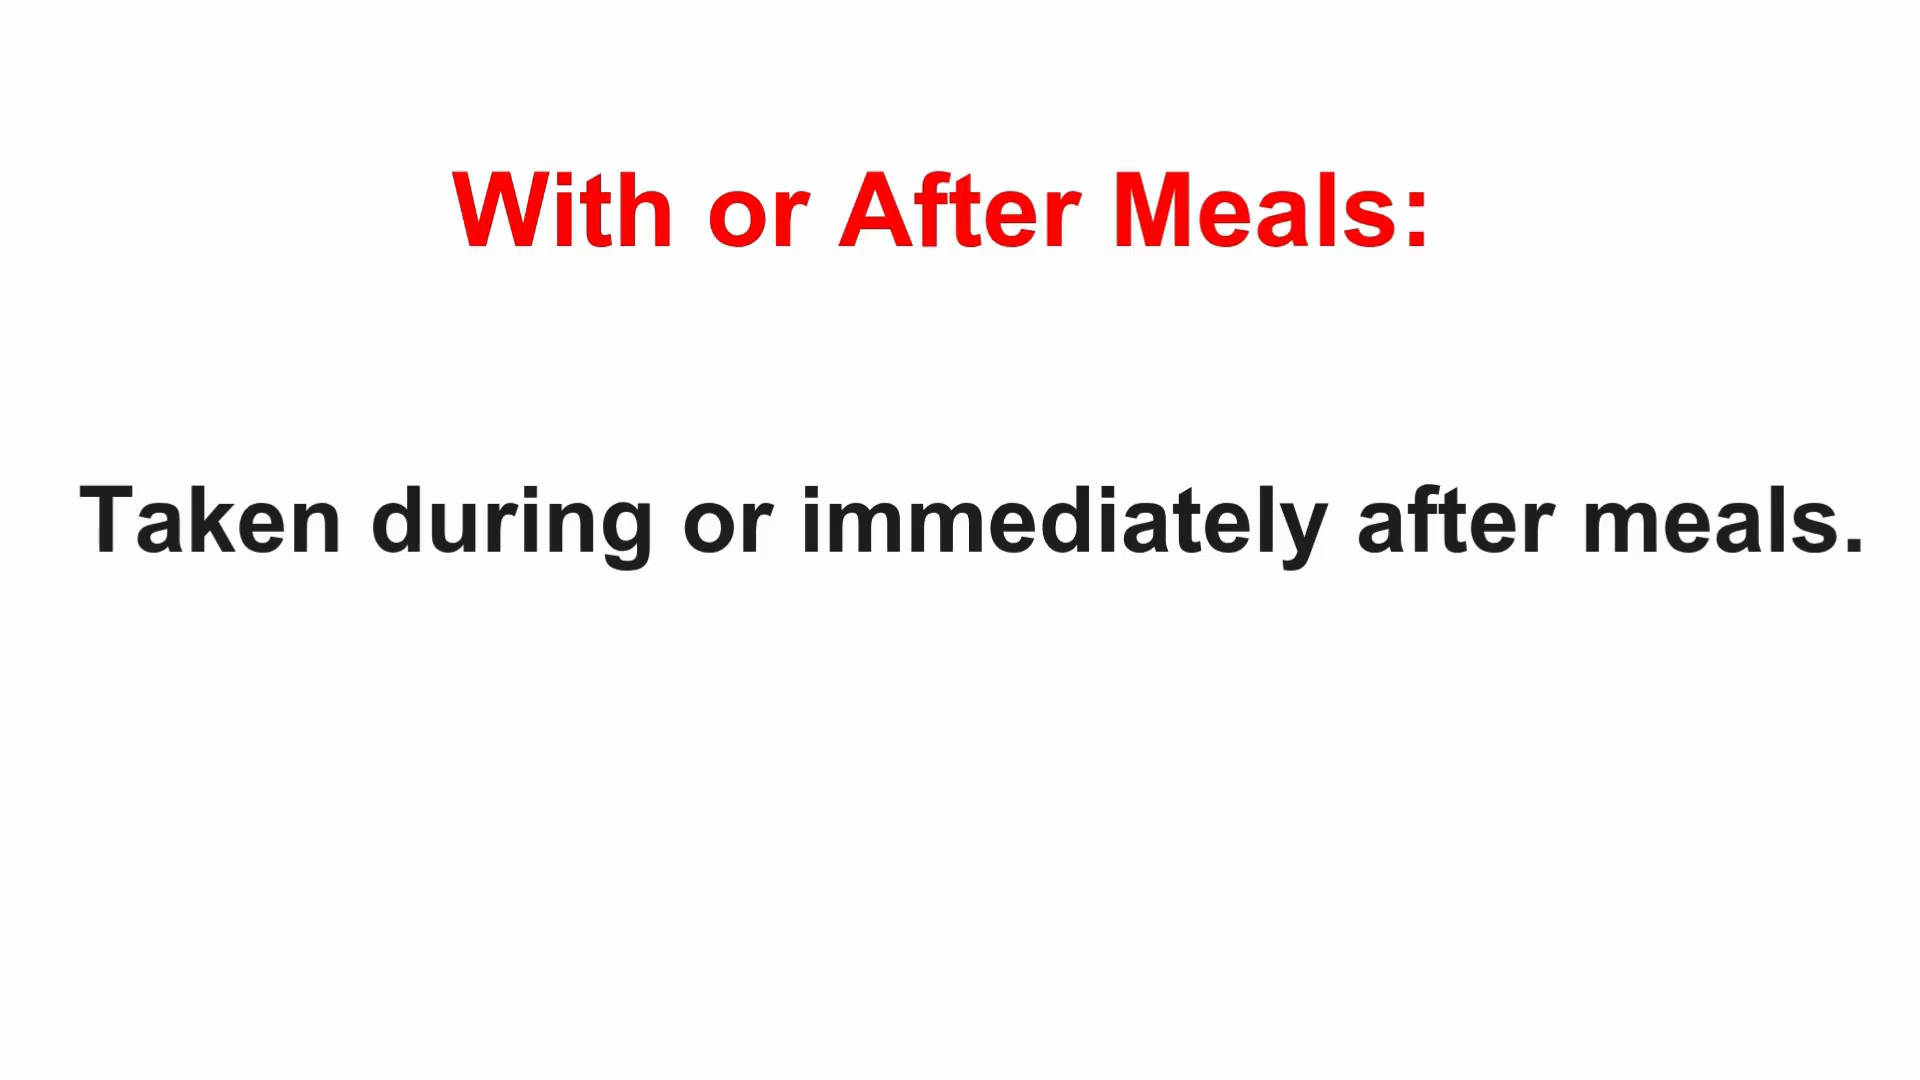 With or After Meals:
Taken during or immediately after meals.